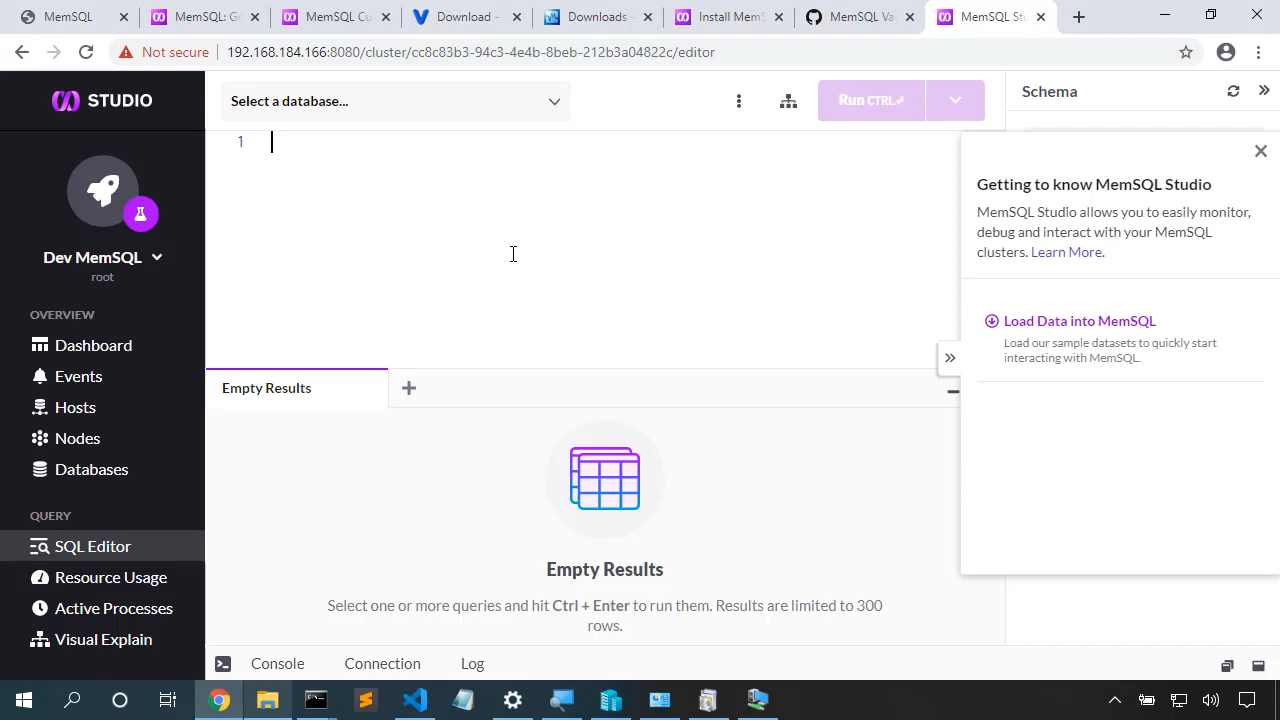 MemSQL
MemSQL: G
MemSQL Cu
Download -
Downloads -
Install Mem
MemSQL Va
MemSQL Stu
Not secure
192.168.184.166:8080/cluster/cc8c83b3-94c3-4e4b-8beb-212b3a04822c/editor
STUDIO
Select a database...
Run CTRL⏎
Schema
1
Getting to know MemSQL Studio
MemSQL Studio allows you to easily monitor,
debug and interact with your MemSQL
clusters. Learn More.
Load Data into MemSQL
Load our sample datasets to quickly start
interacting with MemSQL.
Dev MemSQL
root
OVERVIEW
Dashboard
Events
Hosts
Nodes
Databases
QUERY
SQL Editor
Resource Usage
Active Processes
Visual Explain
Empty Results
Empty Results
Select one or more queries and hit Ctrl + Enter to run them. Results are limited to 300
rows.
Console
Connection
Log